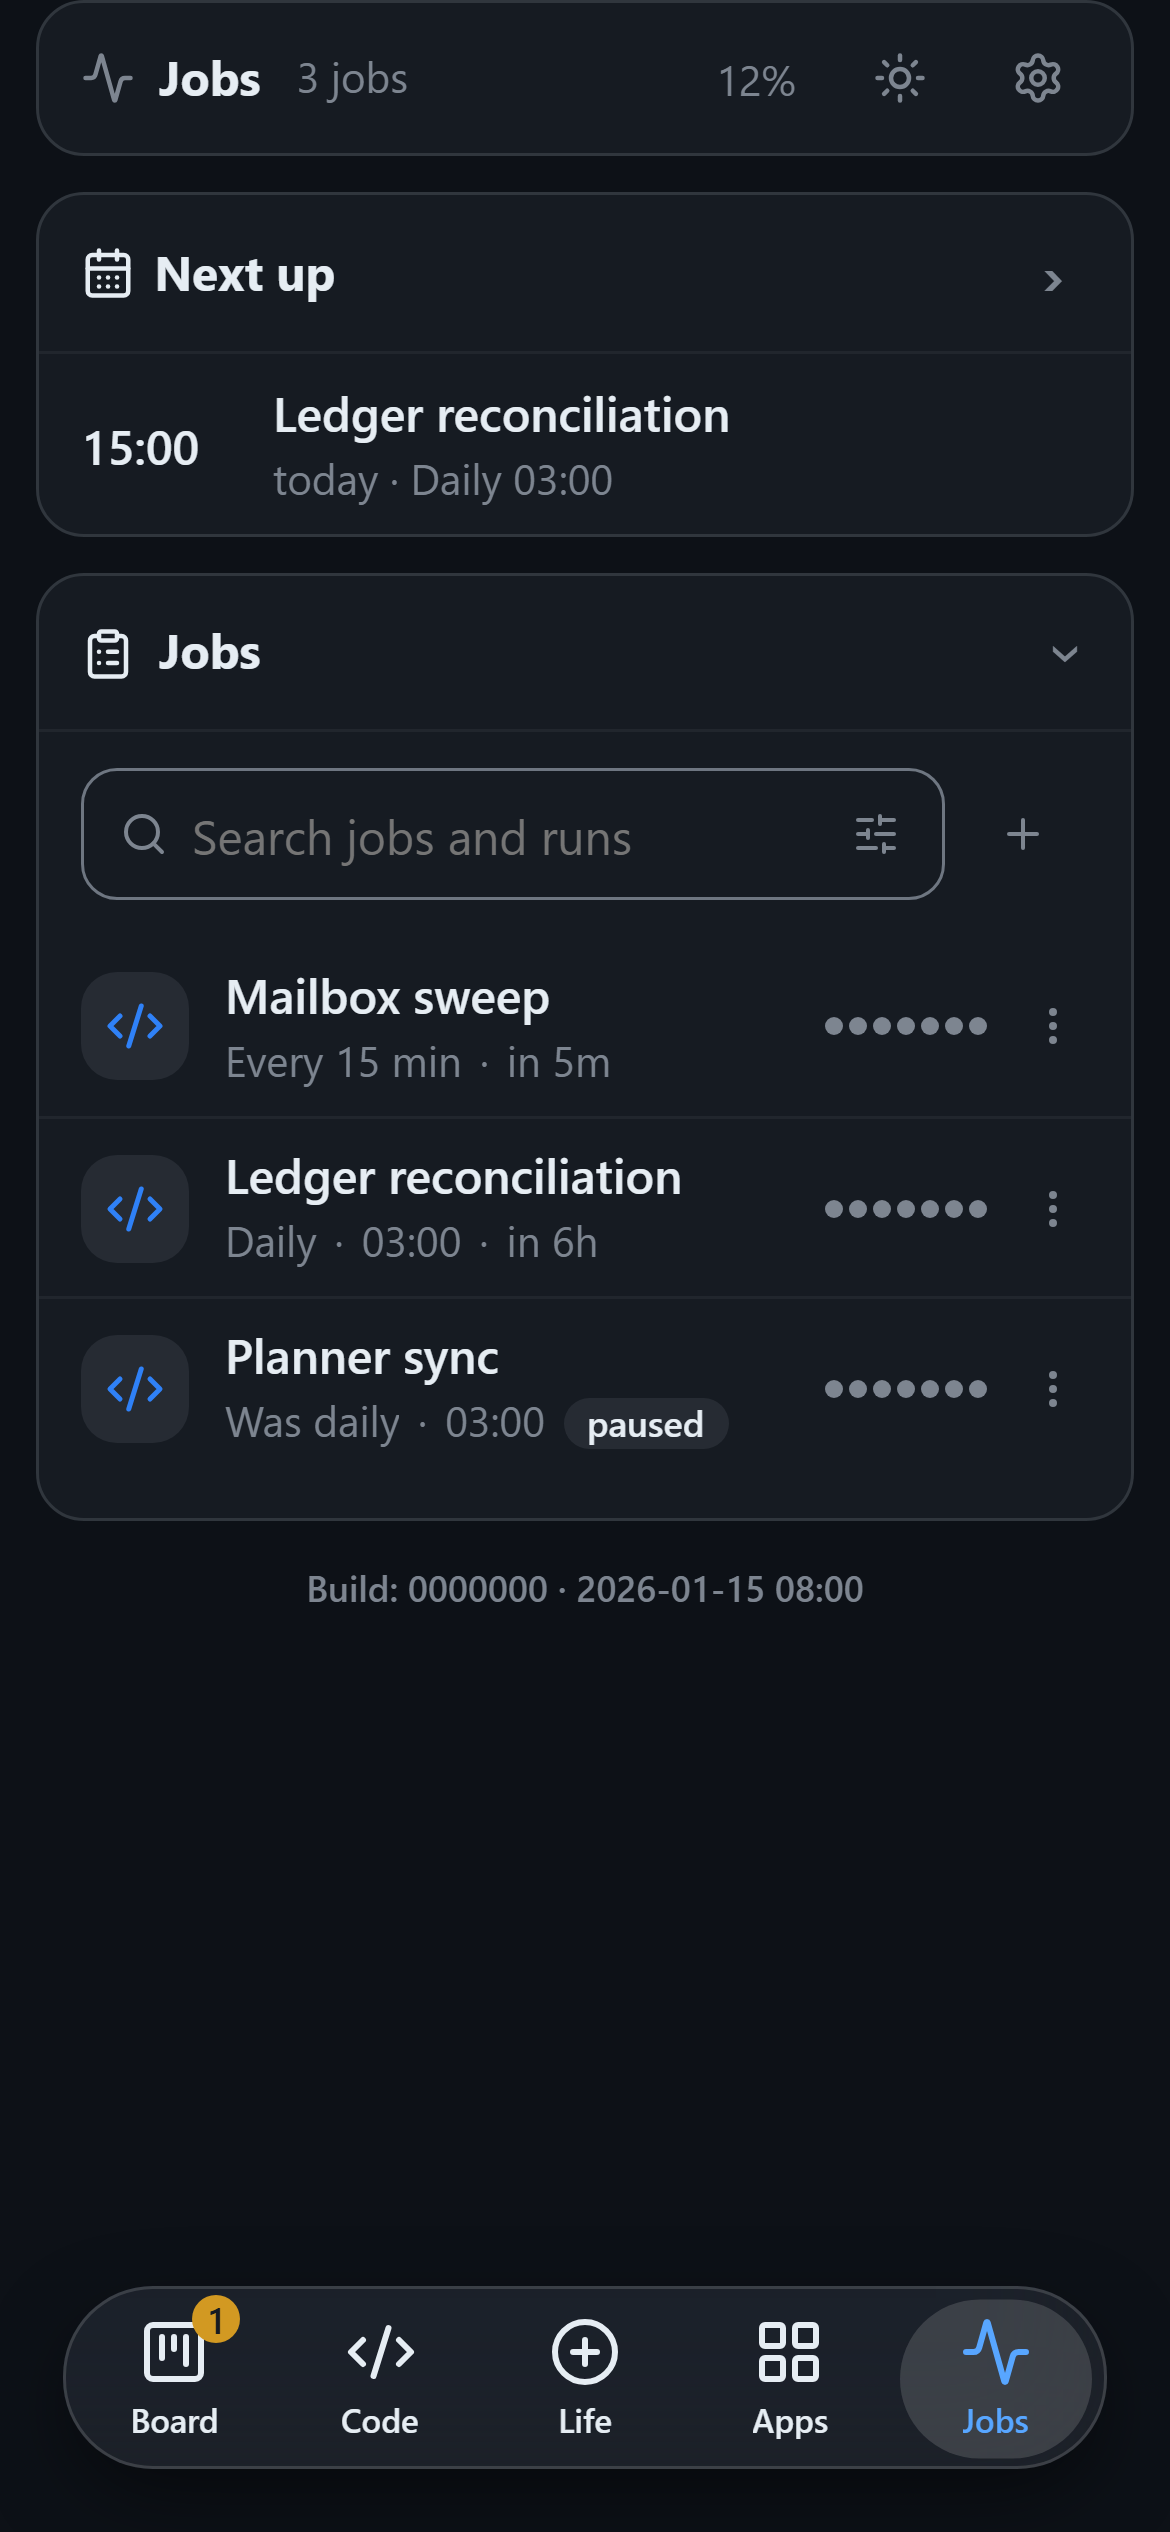 Jobs 3 jobs 12%
Next up
15:00
Ledger reconciliation
today · Daily 03:00
Jobs
Search jobs and runs
Mailbox sweep
Every 15 min · in 5m
Ledger reconciliation
Daily · 03:00 · in 6h
Planner sync
Was daily · 03:00 paused
Build: 0000000 · 2026-01-15 08:00
1
Board Code Life Apps Jobs